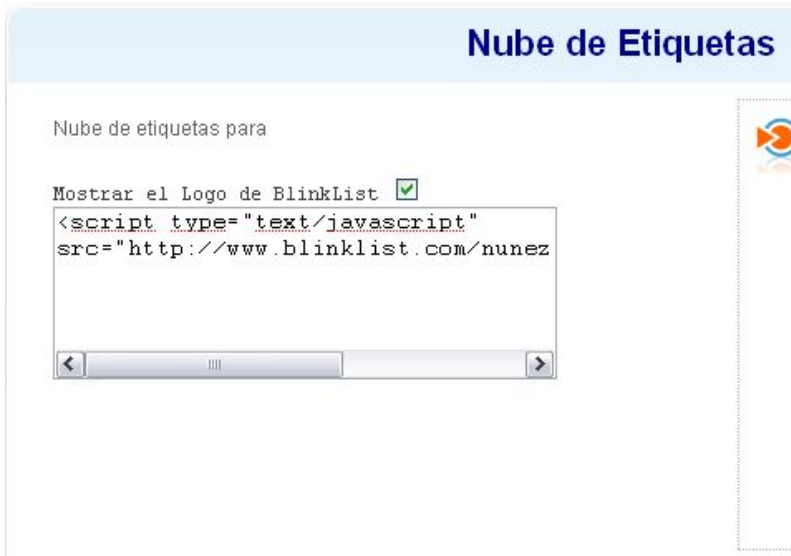 Nube de Etiquetas
Nube de etiquetas para
Mostrar el Logo de BlinkList
<script type="text/javascript"
src="http://www.blinklist.com/nunez